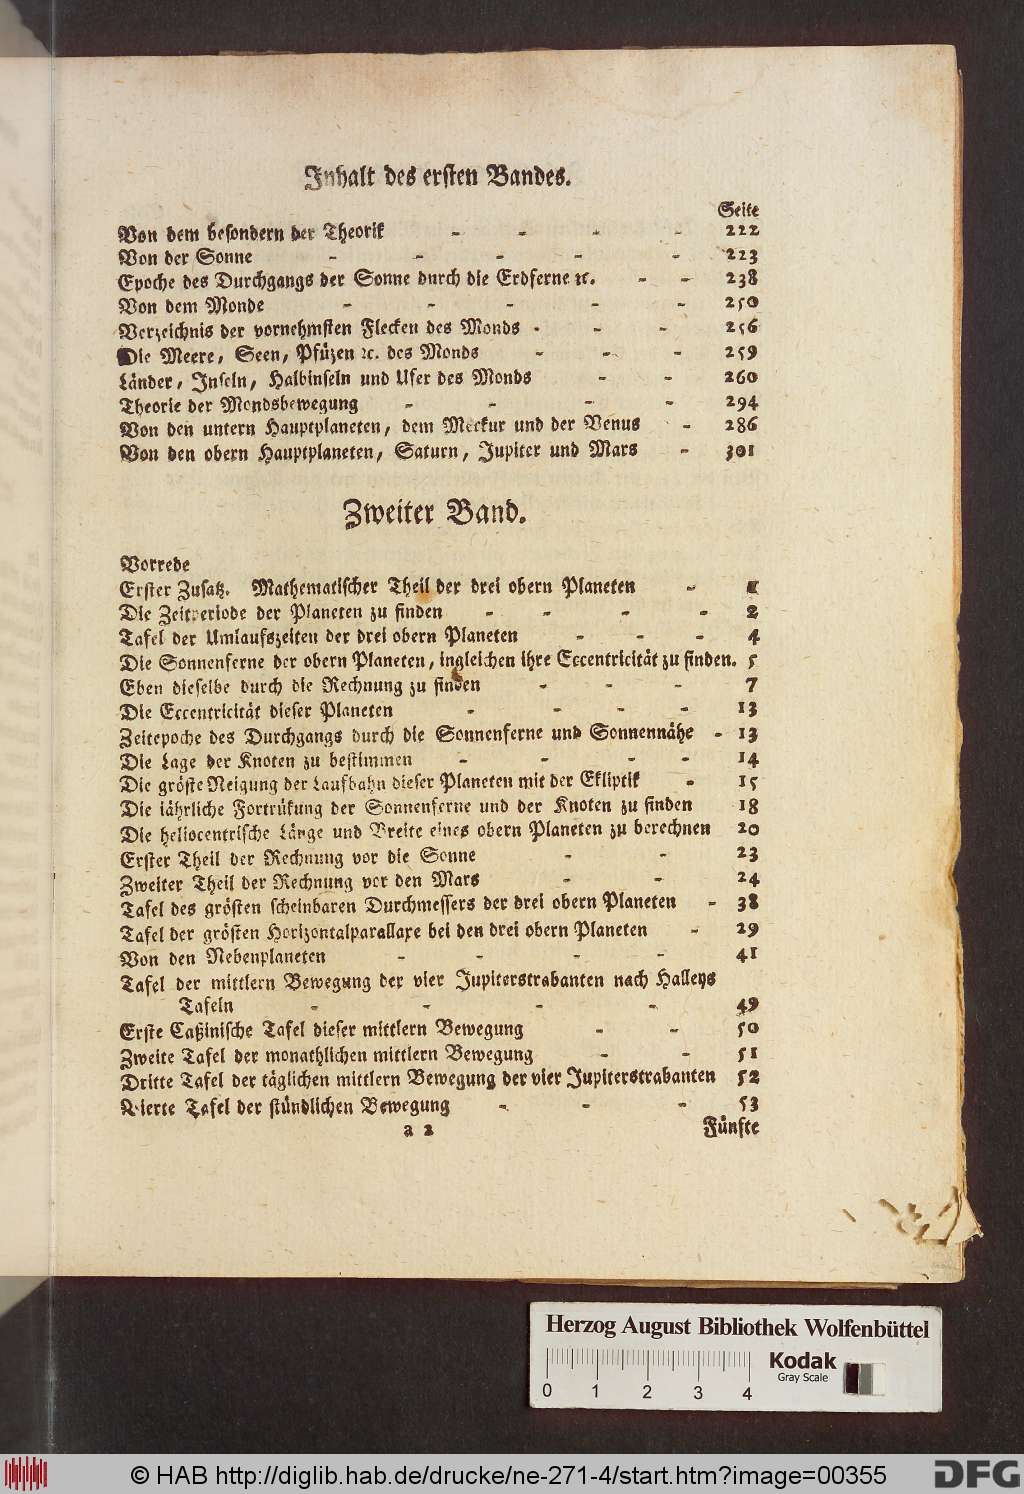 Inhalt des ersten Bandes.
Seite
Von dem besondern der Theorik - - - - 222
Von der Sonne - - - - - 223
Epoche des Durchgangs der Sonne durch die Erdferne ꝛc. - - 238
Von dem Monde - - - - - 250
Verzeichnis der vornehmsten Flecken des Monds - - - 256
Die Meere, Seen, Pfüzen ꝛc. des Monds - - - 259
Länder, Inseln, Halbinseln und Ufer des Monds - - 260
Theorie der Mondsbewegung - - - - 294
Von den untern Hauptplaneten, dem Merkur und der Venus - 286
Von den obern Hauptplaneten, Saturn, Jupiter und Mars - 301
Zweiter Band.
Vorrede
Erster Zusatz. Mathematischer Theil der drei obern Planeten - 1
Die Zeitperiode der Planeten zu finden - - - - 2
Tafel der Umlaufszeiten der drei obern Planeten - - - 4
Die Sonnenferne der obern Planeten, ingleichen ihre Eccentricität zu finden. 5
Eben dieselbe durch die Rechnung zu finden - - - 7
Die Eccentricität dieser Planeten - - - - 13
Zeitepoche des Durchgangs durch die Sonnenferne und Sonnennähe - 13
Die Lage der Knoten zu bestimmen - - - - 14
Die gröste Neigung der Laufbahn dieser Planeten mit der Ekliptik - 15
Die jährliche Fortrükung der Sonnenferne und der Knoten zu finden 18
Die heliocentrische Länge und Breite eines obern Planeten zu berechnen 20
Erster Theil der Rechnung vor die Sonne - - 23
Zweiter Theil der Rechnung vor den Mars - - 24
Tafel des grösten scheinbaren Durchmessers der drei obern Planeten - 38
Tafel der grösten Horizontalparallaxe bei den drei obern Planeten - 29
Von den Nebenplaneten - - - - 41
Tafel der mittlern Bewegung der vier Jupiterstrabanten nach Halleys
Tafeln - - - - 49
Erste Caßinische Tafel dieser mittlern Bewegung - - 50
Zweite Tafel der monathlichen mittlern Bewegung - - 51
Dritte Tafel der täglichen mittlern Bewegung der vier Jupiterstrabanten 52
Vierte Tafel der stündlichen Bewegung - - - 53
a 2 Fünfte
Herzog August Bibliothek Wolfenbüttel
Kodak
Gray Scale
0 1 2 3 4
© HAB http://diglib.hab.de/drucke/ne-271-4/start.htm?image=00355
DFG